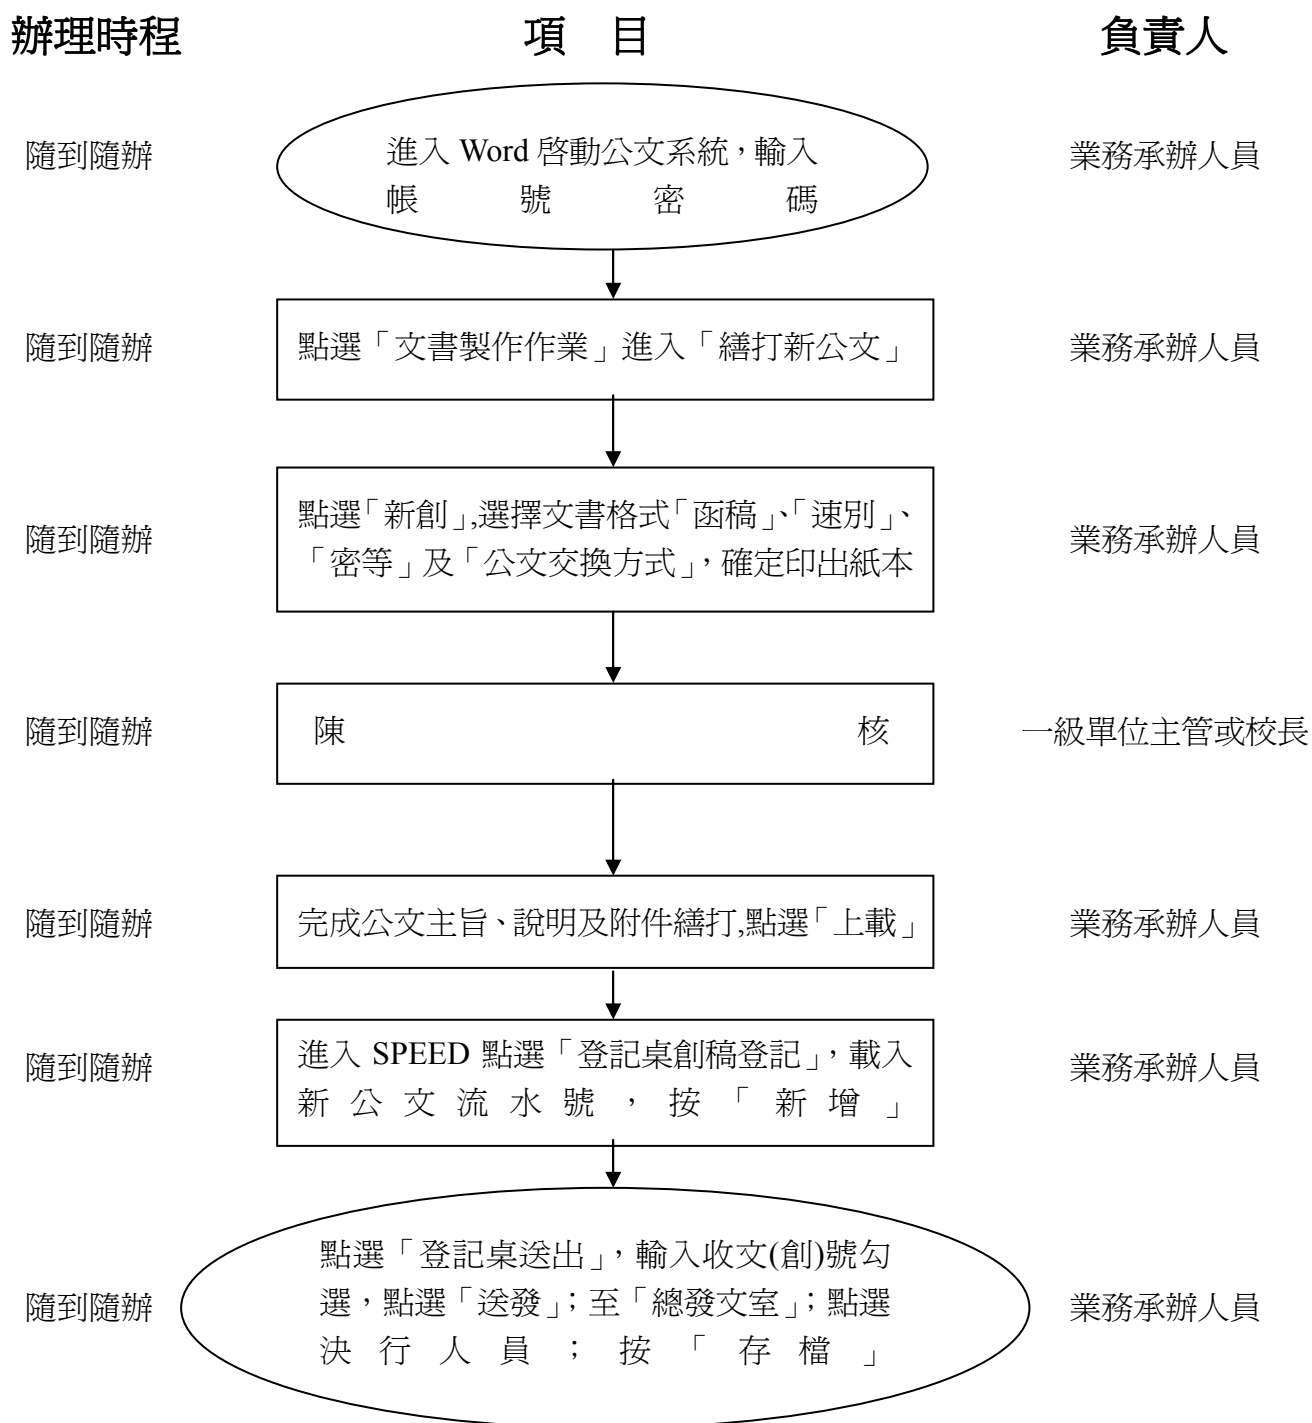 辦理時程 項 目 負責人
隨到隨辦 進入 Word 啓動公文系統，輸入 業務承辦人員
帳號密碼
隨到隨辦 點選「文書製作作業」進入「繕打新公文」 業務承辦人員
隨到隨辦 點選「新創」,選擇文書格式「函稿」、「速別」、 業務承辦人員
「密等」及「公文交換方式」，確定印出紙本
隨到隨辦 陳核 一級單位主管或校長
隨到隨辦 完成公文主旨、說明及附件繕打,點選「上載」 業務承辦人員
隨到隨辦 進入 SPEED 點選「登記桌創稿登記」，載入 業務承辦人員
新公文流水號，按「新增」
點選「登記桌送出」，輸入收文(創)號勾
隨到隨辦 選，點選「送發」；至「總發文室」；點選 業務承辦人員
決行人員；按「存檔」